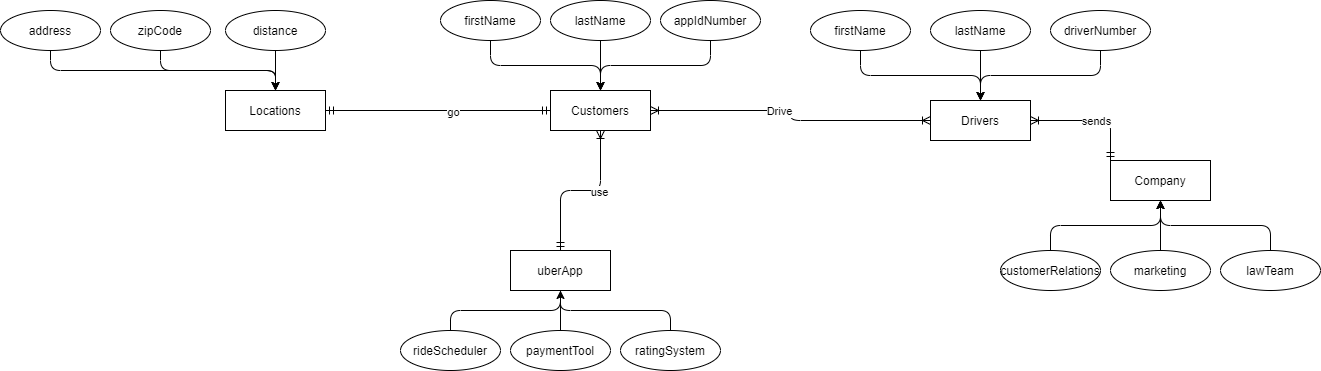 address
zipCode
distance
firstName
lastName
appIdNumber
firstName
lastName
driverNumber
Locations
go
Customers
Drive
Drivers
sends
Company
use
uberApp
customerRelations
marketing
lawTeam
rideScheduler
paymentTool
ratingSystem